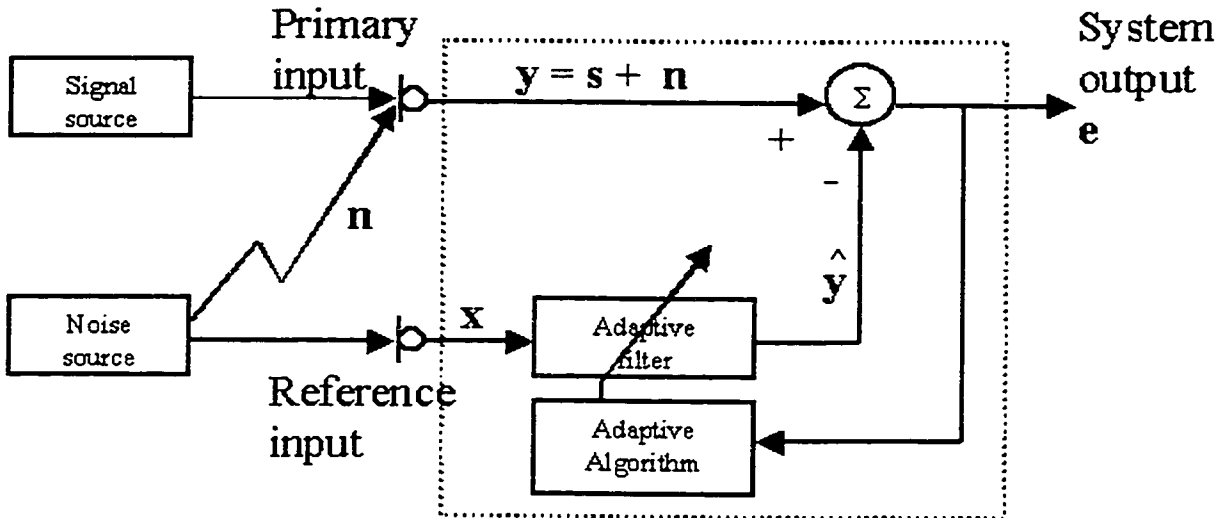 Primary
input
System
output
Signal
source
y = s + n
Σ
+
e
-
n
ŷ
Noise
source
x
Adaptive
filter
Reference
input
Adaptive
Algorithm